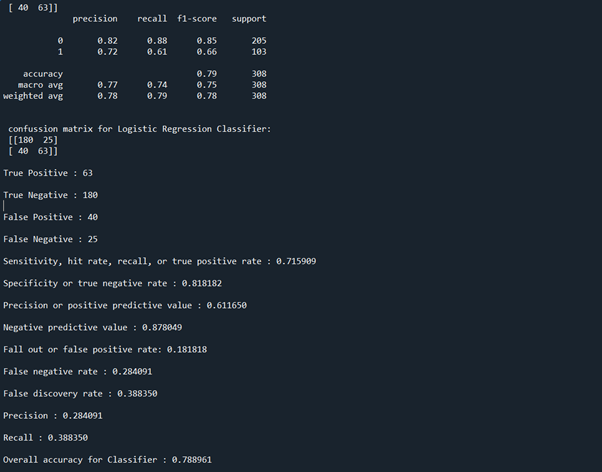 [ 40  63]]
precision    recall  f1-score   support
0       0.82      0.88      0.85       205
1       0.72      0.61      0.66       103
accuracy                           0.79       308
macro avg       0.77      0.74      0.75       308
weighted avg       0.78      0.79      0.78       308
confussion matrix for Logistic Regression Classifier:
[[180  25]
[ 40  63]]
True Positive : 63
True Negative : 180
False Positive : 40
False Negative : 25
Sensitivity, hit rate, recall, or true positive rate : 0.715909
Specificity or true negative rate : 0.818182
Precision or positive predictive value : 0.611650
Negative predictive value : 0.878049
Fall out or false positive rate: 0.181818
False negative rate : 0.284091
False discovery rate : 0.388350
Precision : 0.284091
Recall : 0.388350
Overall accuracy for Classifier : 0.788961